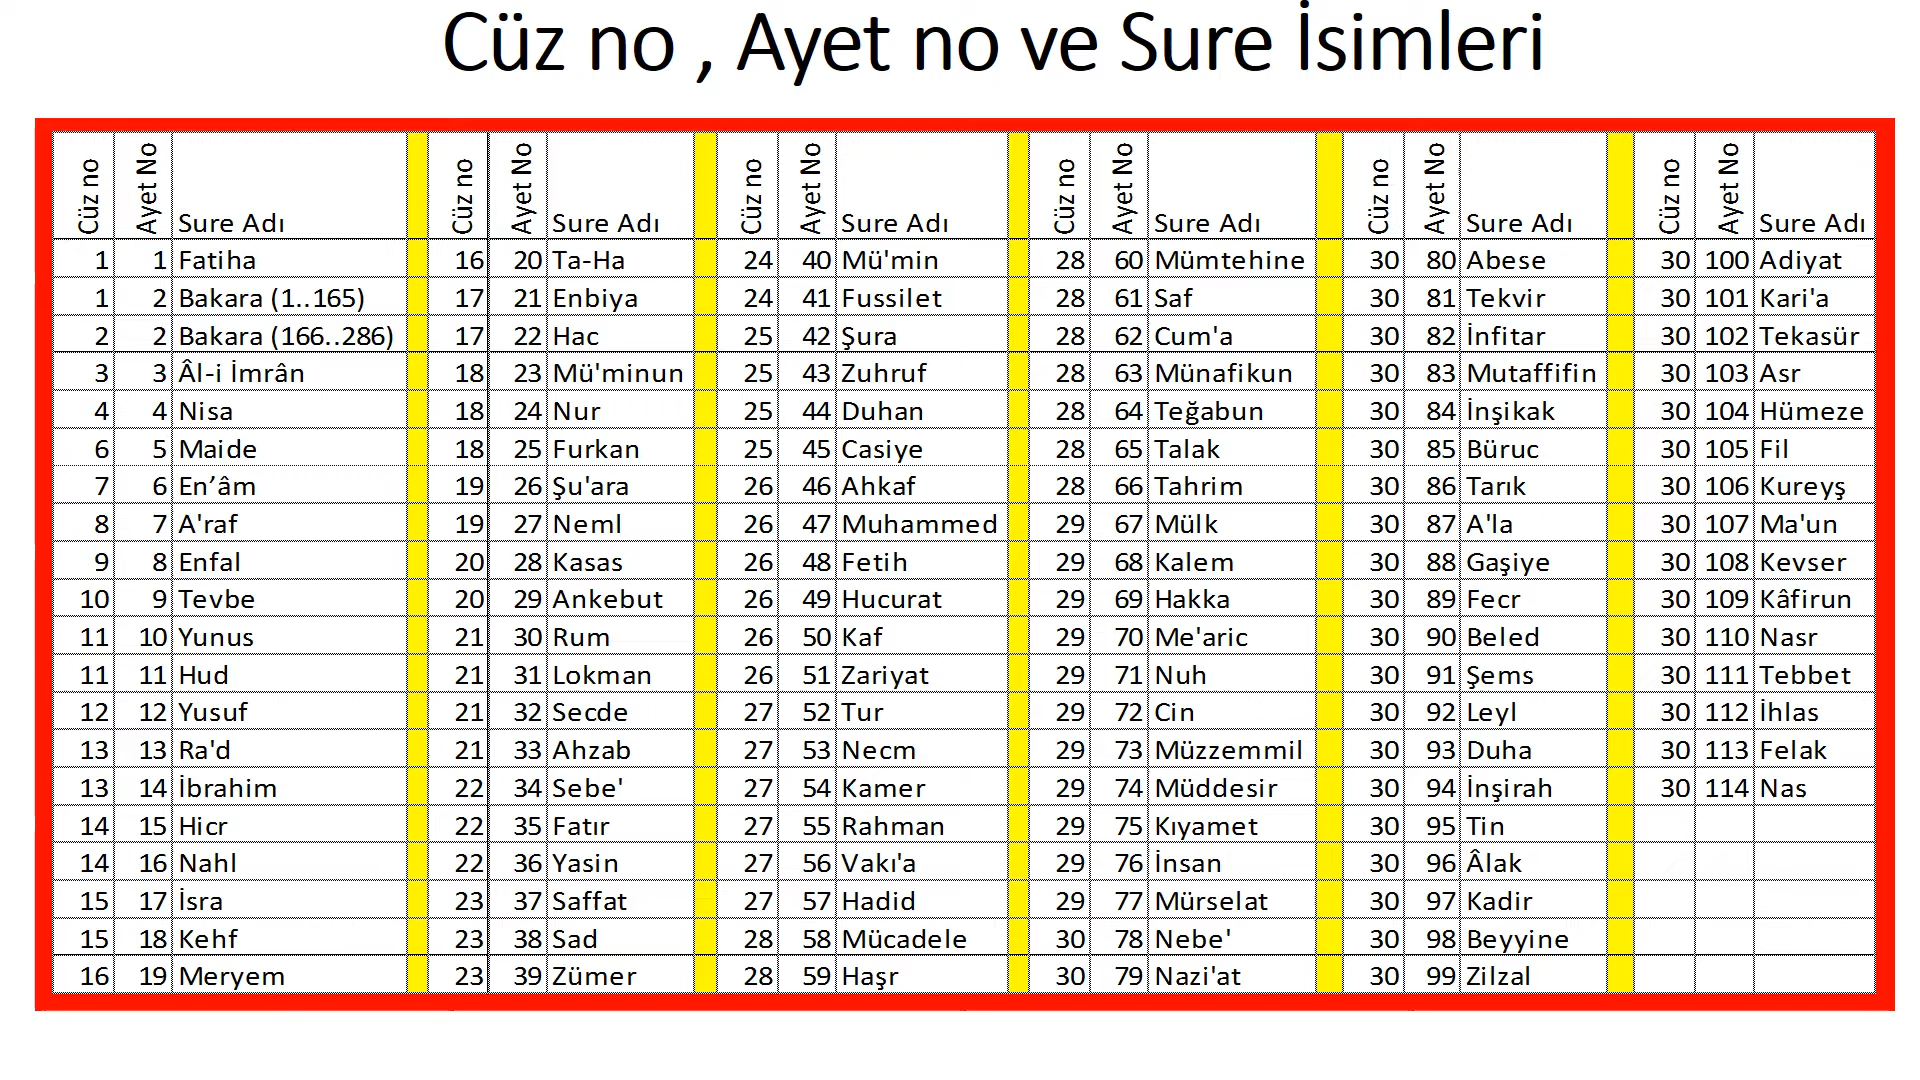 Cüz no , Ayet no ve Sure İsimleri
Cüz no Ayet No Sure Adı Cüz no Ayet No Sure Adı Cüz no Ayet No Sure Adı Cüz no Ayet No Sure Adı Cüz no Ayet No Sure Adı Cüz no Ayet No Sure Adı
1 1 Fatiha 16 20 Ta-Ha 24 40 Mü'min 28 60 Mümtehine 30 80 Abese 30 100 Adiyat
1 2 Bakara (1..165) 17 21 Enbiya 24 41 Fussilet 28 61 Saf 30 81 Tekvir 30 101 Kari'a
2 2 Bakara (166..286) 17 22 Hac 25 42 Şura 28 62 Cum'a 30 82 İnfitar 30 102 Tekasür
3 3 Âl-i İmrân 18 23 Mü'minun 25 43 Zuhruf 28 63 Münafikun 30 83 Mutaffifin 30 103 Asr
4 4 Nisa 18 24 Nur 25 44 Duhan 28 64 Teğabun 30 84 İnşikak 30 104 Hümeze
6 5 Maide 18 25 Furkan 25 45 Casiye 28 65 Talak 30 85 Büruc 30 105 Fil
7 6 En’âm 19 26 Şu'ara 26 46 Ahkaf 28 66 Tahrim 30 86 Tarık 30 106 Kureyş
8 7 A'raf 19 27 Neml 26 47 Muhammed 29 67 Mülk 30 87 A'la 30 107 Ma'un
9 8 Enfal 20 28 Kasas 26 48 Fetih 29 68 Kalem 30 88 Gaşiye 30 108 Kevser
10 9 Tevbe 20 29 Ankebut 26 49 Hucurat 29 69 Hakka 30 89 Fecr 30 109 Kâfirun
11 10 Yunus 21 30 Rum 26 50 Kaf 29 70 Me'aric 30 90 Beled 30 110 Nasr
11 11 Hud 21 31 Lokman 26 51 Zariyat 29 71 Nuh 30 91 Şems 30 111 Tebbet
12 12 Yusuf 21 32 Secde 27 52 Tur 29 72 Cin 30 92 Leyl 30 112 İhlas
13 13 Ra'd 21 33 Ahzab 27 53 Necm 29 73 Müzzemmil 30 93 Duha 30 113 Felak
13 14 İbrahim 22 34 Sebe' 27 54 Kamer 29 74 Müddesir 30 94 İnşirah 30 114 Nas
14 15 Hicr 22 35 Fatır 27 55 Rahman 29 75 Kıyamet 30 95 Tin
14 16 Nahl 22 36 Yasin 27 56 Vakı'a 29 76 İnsan 30 96 Âlak
15 17 İsra 23 37 Saffat 27 57 Hadid 29 77 Mürselat 30 97 Kadir
15 18 Kehf 23 38 Sad 28 58 Mücadele 30 78 Nebe' 30 98 Beyyine
16 19 Meryem 23 39 Zümer 28 59 Haşr 30 79 Nazi'at 30 99 Zilzal